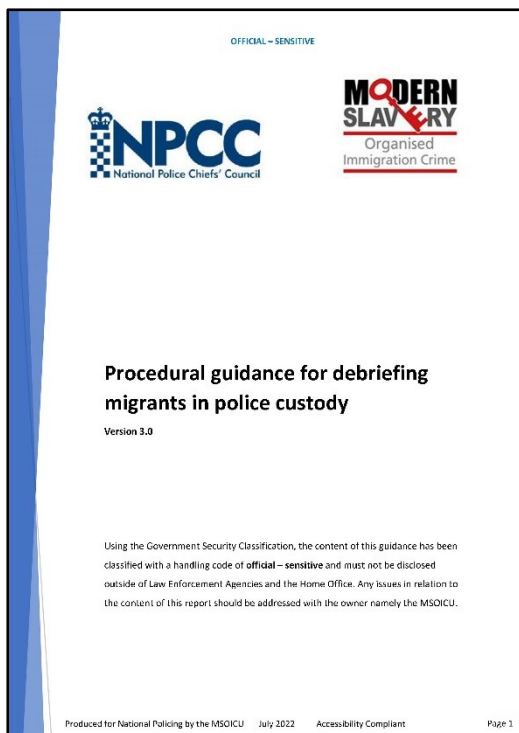 OFFICIAL – SENSITIVE
NPCC
National Police Chiefs' Council
MODERN
SLAVERY
Organised
Immigration Crime
Procedural guidance for debriefing
migrants in police custody
Version 3.0
Using the Government Security Classification, the content of this guidance has been
classified with a handling code of official – sensitive and must not be disclosed
outside of Law Enforcement Agencies and the Home Office. Any issues in relation to
the content of this report should be addressed with the owner namely the MSOICU.
Produced for National Policing by the MSOICU July 2022 Accessibility Compliant Page 1